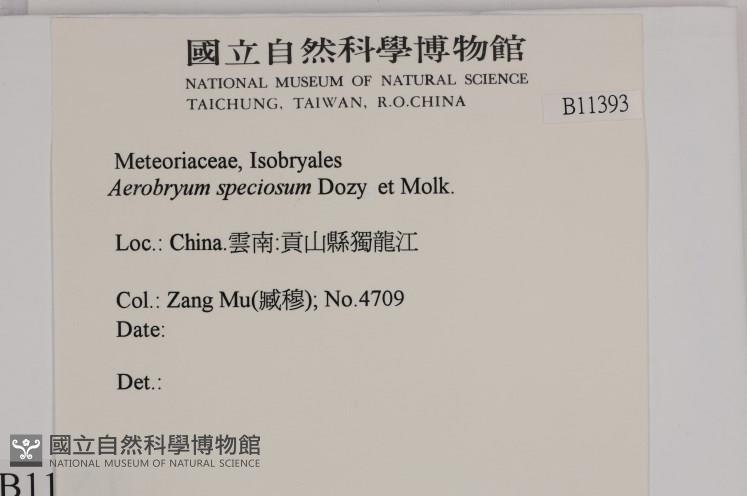 國立自然科學博物館
NATIONAL MUSEUM OF NATURAL SCIENCE
TAICHUNG, TAIWAN, R.O.CHINA
B11393
Meteoriaceae, Isobryales
Aerobryum speciosum Dozy et Molk.
Loc.: China.雲南:貢山縣獨龍江
Col.: Zang Mu(臧穆); No.4709
Date:
Det.:
國立自然科學博物館
NATIONAL MUSEUM OF NATURAL SCIENCE
B11